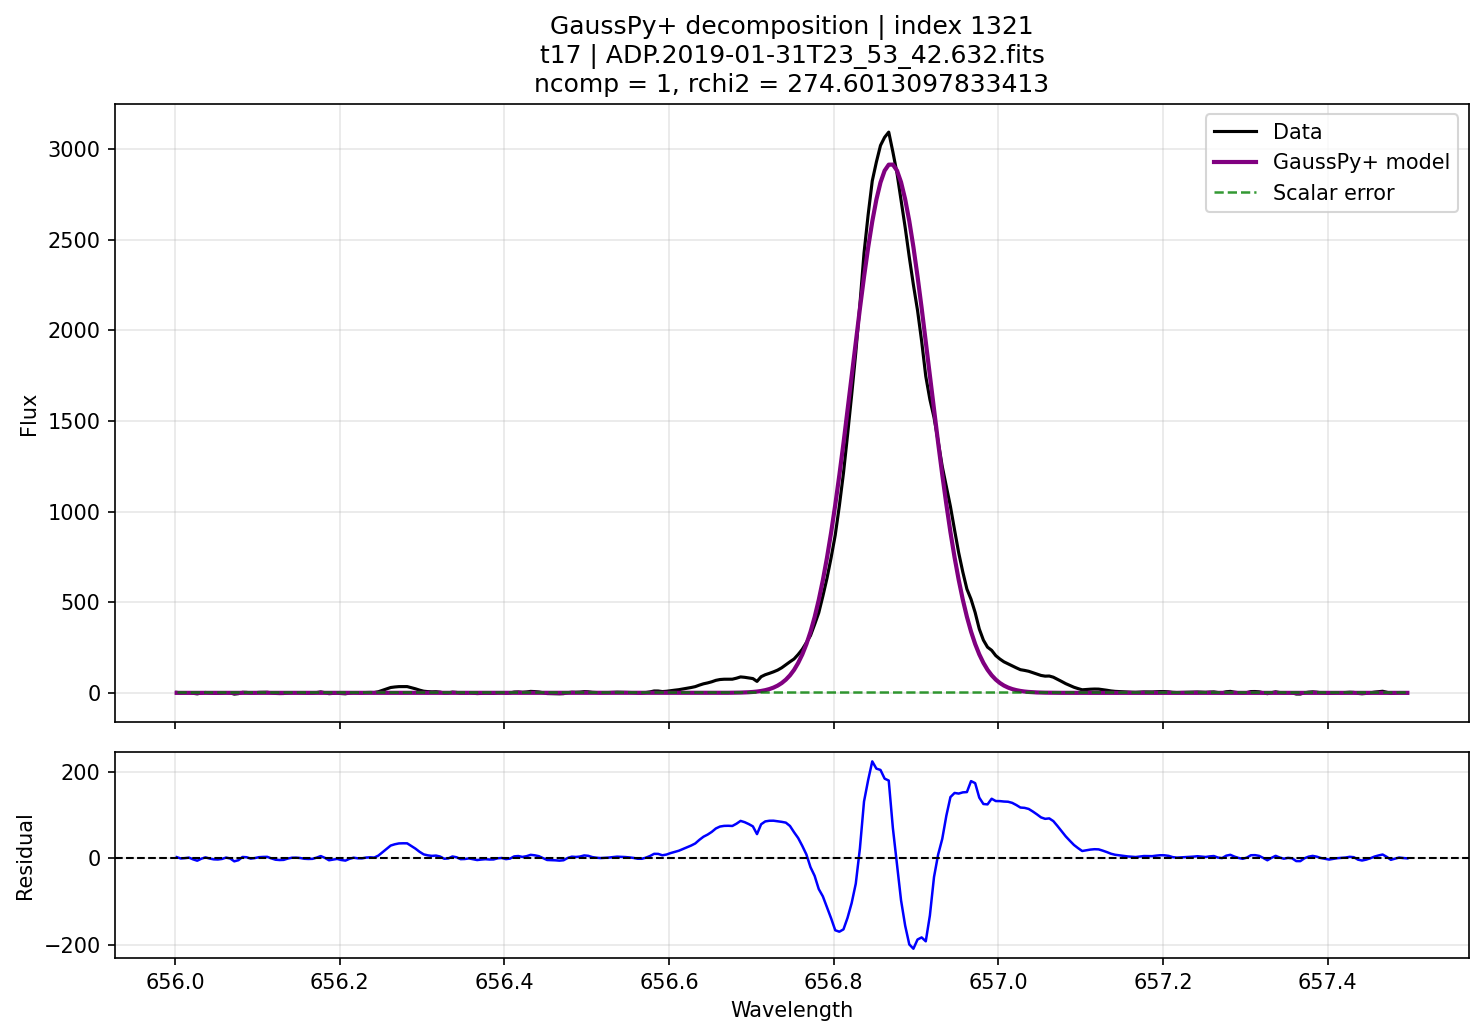 GaussPy+ decomposition | index 1321
t17 | ADP.2019-01-31T23_53_42.632.fits
ncomp = 1, rchi2 = 274.6013097833413
Data
GaussPy+ model
Scalar error
Flux
3000
2500
2000
1500
1000
500
0
Residual
200
0
−200
656.0 656.2 656.4 656.6 656.8 657.0 657.2 657.4
Wavelength